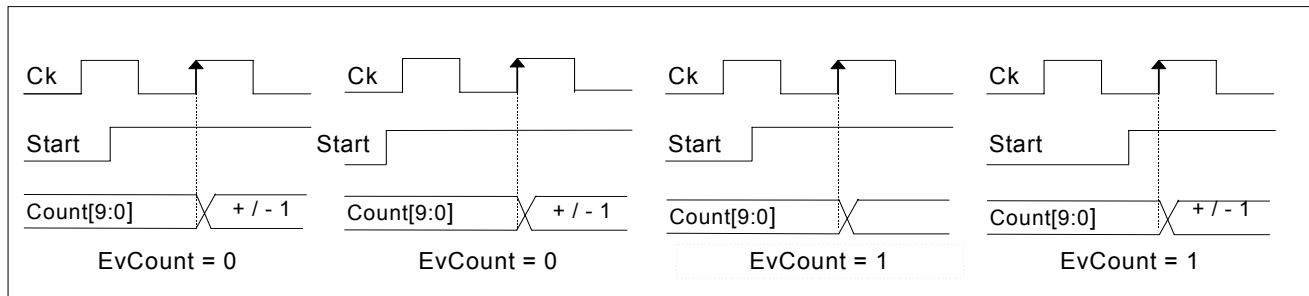 Ck
Start
Count[9:0]
+ / - 1
EvCount = 0
Ck
Start
Count[9:0]
+ / - 1
EvCount = 0
Ck
Start
Count[9:0]
EvCount = 1
Ck
Start
Count[9:0]
+ / - 1
EvCount = 1